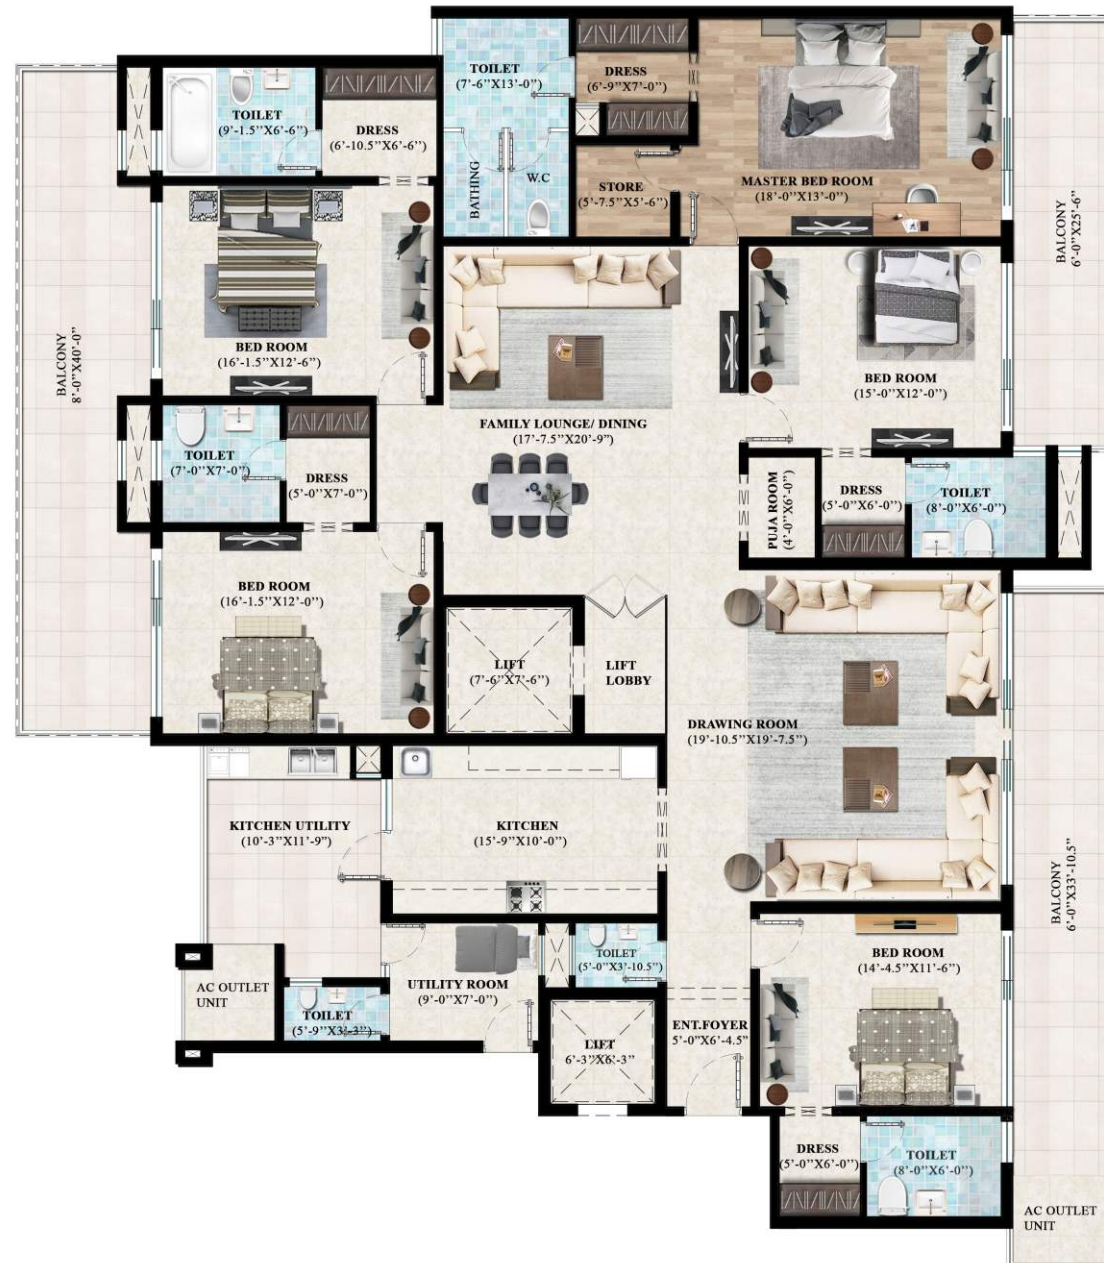 TOILET
(7'-6''X13'-0'')
DRESS
(6'-9''X7'-0'')
TOILET
(9'-1.5''X6'-6'')
DRESS
(6'-10.5''X6'-6'')
BATHING
W.C
STORE
(5'-7.5''X5'-6'')
MASTER BED ROOM
(18'-0''X13'-0'')
BALCONY
6'-0''X25'-6''
BALCONY
8'-0''X40'-0''
BED ROOM
(16'-1.5''X12'-6'')
BED ROOM
(15'-0''X12'-0'')
FAMILY LOUNGE/ DINING
(17'-7.5''X20'-9'')
TOILET
(7'-0''X7'-0'')
DRESS
(5'-0''X7'-0'')
PUJA ROOM
(4'-0''X6'-0'')
DRESS
(5'-0''X6'-0'')
TOILET
(8'-0''X6'-0'')
BED ROOM
(16'-1.5''X12'-0'')
LIFT
(7'-6''X7'-6'')
LIFT
LOBBY
DRAWING ROOM
(19'-10.5''X19'-7.5'')
KITCHEN UTILITY
(10'-3''X11'-9'')
KITCHEN
(15'-9''X10'-0'')
BALCONY
6'-0''X33'-10.5''
TOILET
(5'-0''X3'-10.5'')
BED ROOM
(14'-4.5''X11'-6'')
AC OUTLET
UNIT
UTILITY ROOM
(9'-0''X7'-0'')
TOILET
(5'-9''X3'-3'')
LIFT
6'-3''X6'-3''
ENT.FOYER
5'-0''X6'-4.5''
DRESS
(5'-0''X6'-0'')
TOILET
(8'-0''X6'-0'')
AC OUTLET
UNIT